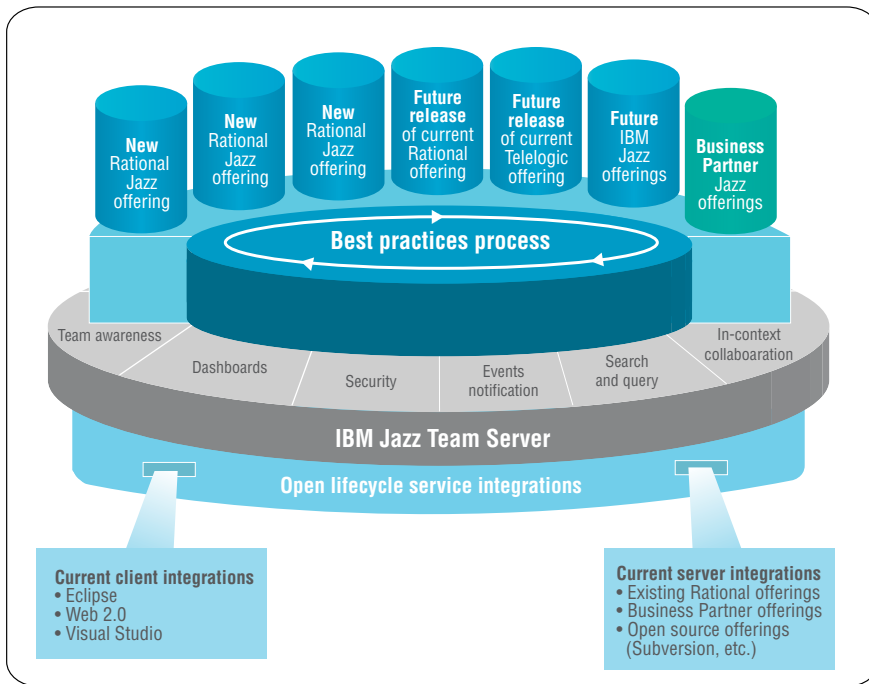 New
Rational
Jazz
offering
New
Rational
Jazz
offering
New
Rational
Jazz
offering
Future
release
of current
Rational
offering
Future
release
of current
Telelogic
offering
Future
IBM
Jazz
offerings
Business
Partner
Jazz
offerings
Best practices process
Team awareness
Dashboards
Security
Events
notification
Search
and query
In-context
collaboaration
IBM Jazz Team Server
Open lifecycle service integrations
Current client integrations
• Eclipse
• Web 2.0
• Visual Studio
Current server integrations
• Existing Rational offerings
• Business Partner offerings
• Open source offerings
(Subversion, etc.)